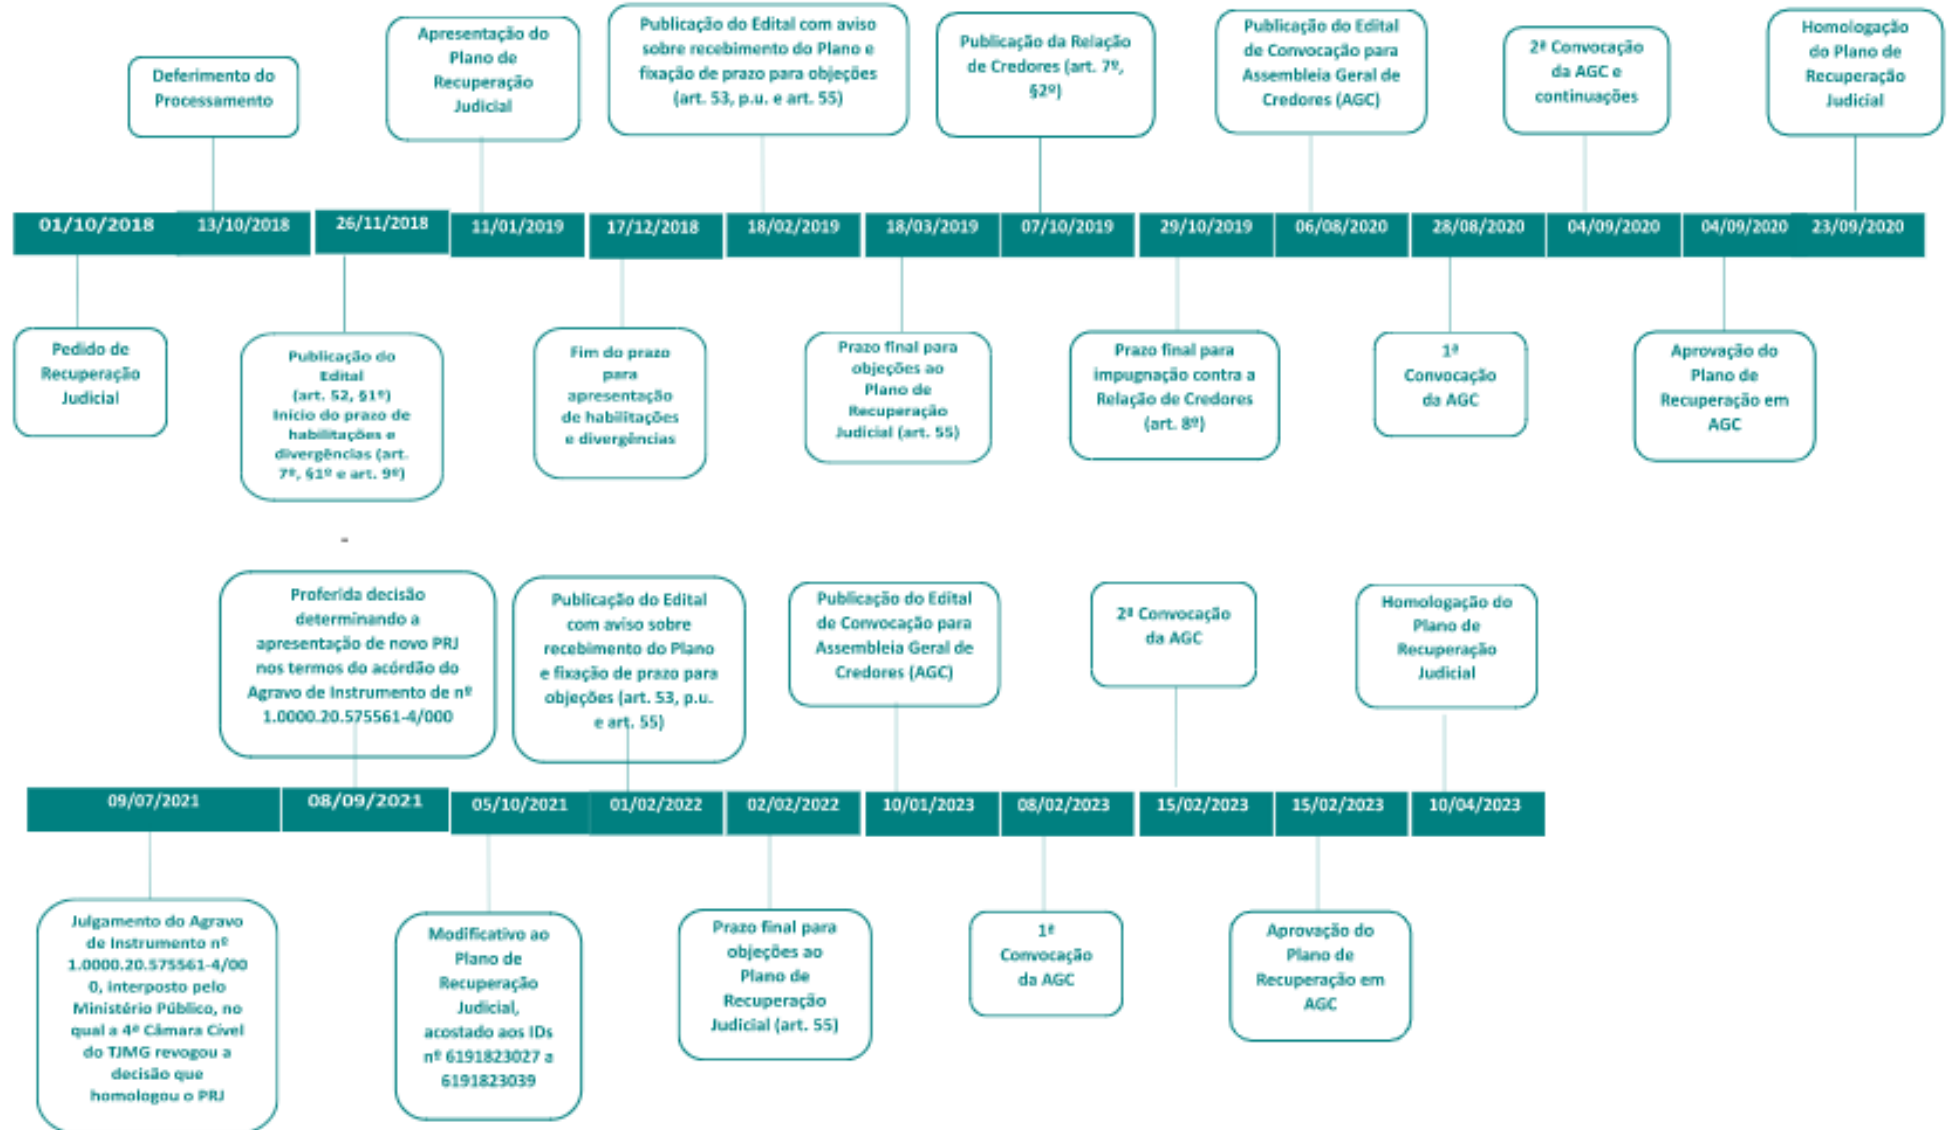 Deferimento do
Processamento
Apresentação do
Plano de
Recuperação
Judicial
Publicação do Edital com aviso
sobre recebimento do Plano e
fixação de prazo para objeções
(art. 53, p.u. e art. 55)
Publicação da Relação
de Credores (art. 7º,
§2º)
Publicação do Edital
de Convocação para
Assembleia Geral de
Credores (AGC)
2ª Convocação
da AGC e
continuações
Homologação
do Plano de
Recuperação
Judicial
01/10/2018 13/10/2018 26/11/2018 11/01/2019 17/12/2018 18/02/2019 18/03/2019 07/10/2019 29/10/2019 06/08/2020 28/08/2020 04/09/2020 04/09/2020 23/09/2020
Pedido de
Recuperação
Judicial
Publicação do
Edital
(art. 52, §1º)
Início do prazo de
habilitações e
divergências (art.
7º, §1º e art. 9º)
Fim do prazo
para
apresentação
de habilitações
e divergências
Prazo final para
objeções ao
Plano de
Recuperação
Judicial (art. 55)
Prazo final para
impugnação contra a
Relação de Credores
(art. 8º)
1ª
Convocação
da AGC
Aprovação do
Plano de
Recuperação em
AGC
-
Proferida decisão
determinando a
apresentação de novo PRJ
nos termos do acórdão do
Agravo de Instrumento de nº
1.0000.20.575561-4/000
Publicação do Edital
com aviso sobre
recebimento do Plano
e fixação de prazo para
objeções (art. 53, p.u.
e art. 55)
Publicação do Edital
de Convocação para
Assembleia Geral de
Credores (AGC)
2ª Convocação
da AGC
Homologação do
Plano de
Recuperação
Judicial
09/07/2021 08/09/2021 05/10/2021 01/02/2022 02/02/2022 10/01/2023 08/02/2023 15/02/2023 15/02/2023 10/04/2023
Julgamento do Agravo
de Instrumento nº
1.0000.20.575561-4/00
0, interposto pelo
Ministério Público, no
qual a 4ª Câmara Cível
do TJMG revogou a
decisão que
homologou o PRJ
Modificativo ao
Plano de
Recuperação
Judicial,
acostado aos IDs
nº 6191823027 a
6191823039
Prazo final para
objeções ao
Plano de
Recuperação
Judicial (art. 55)
1ª
Convocação
da AGC
Aprovação do
Plano de
Recuperação em
AGC